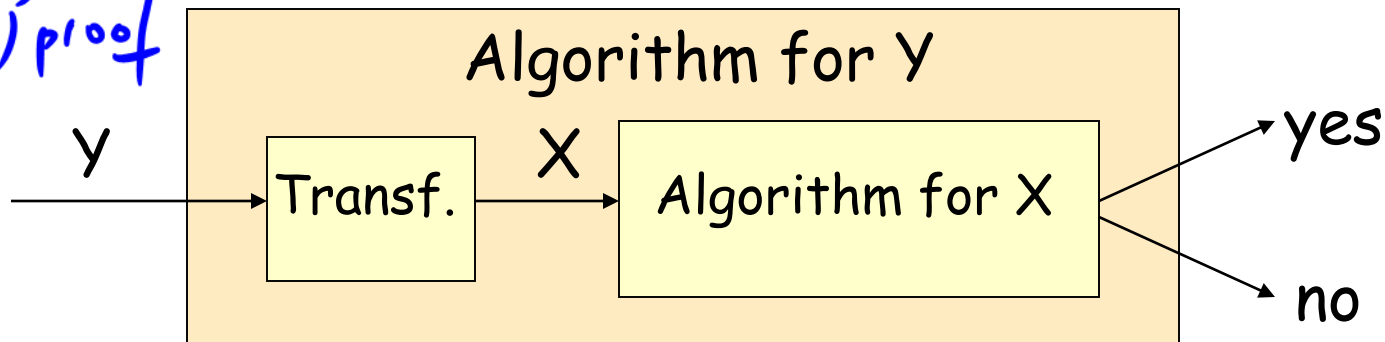 proof
Algorithm for Y
Y
Transf.
X
Algorithm for X
yes
no